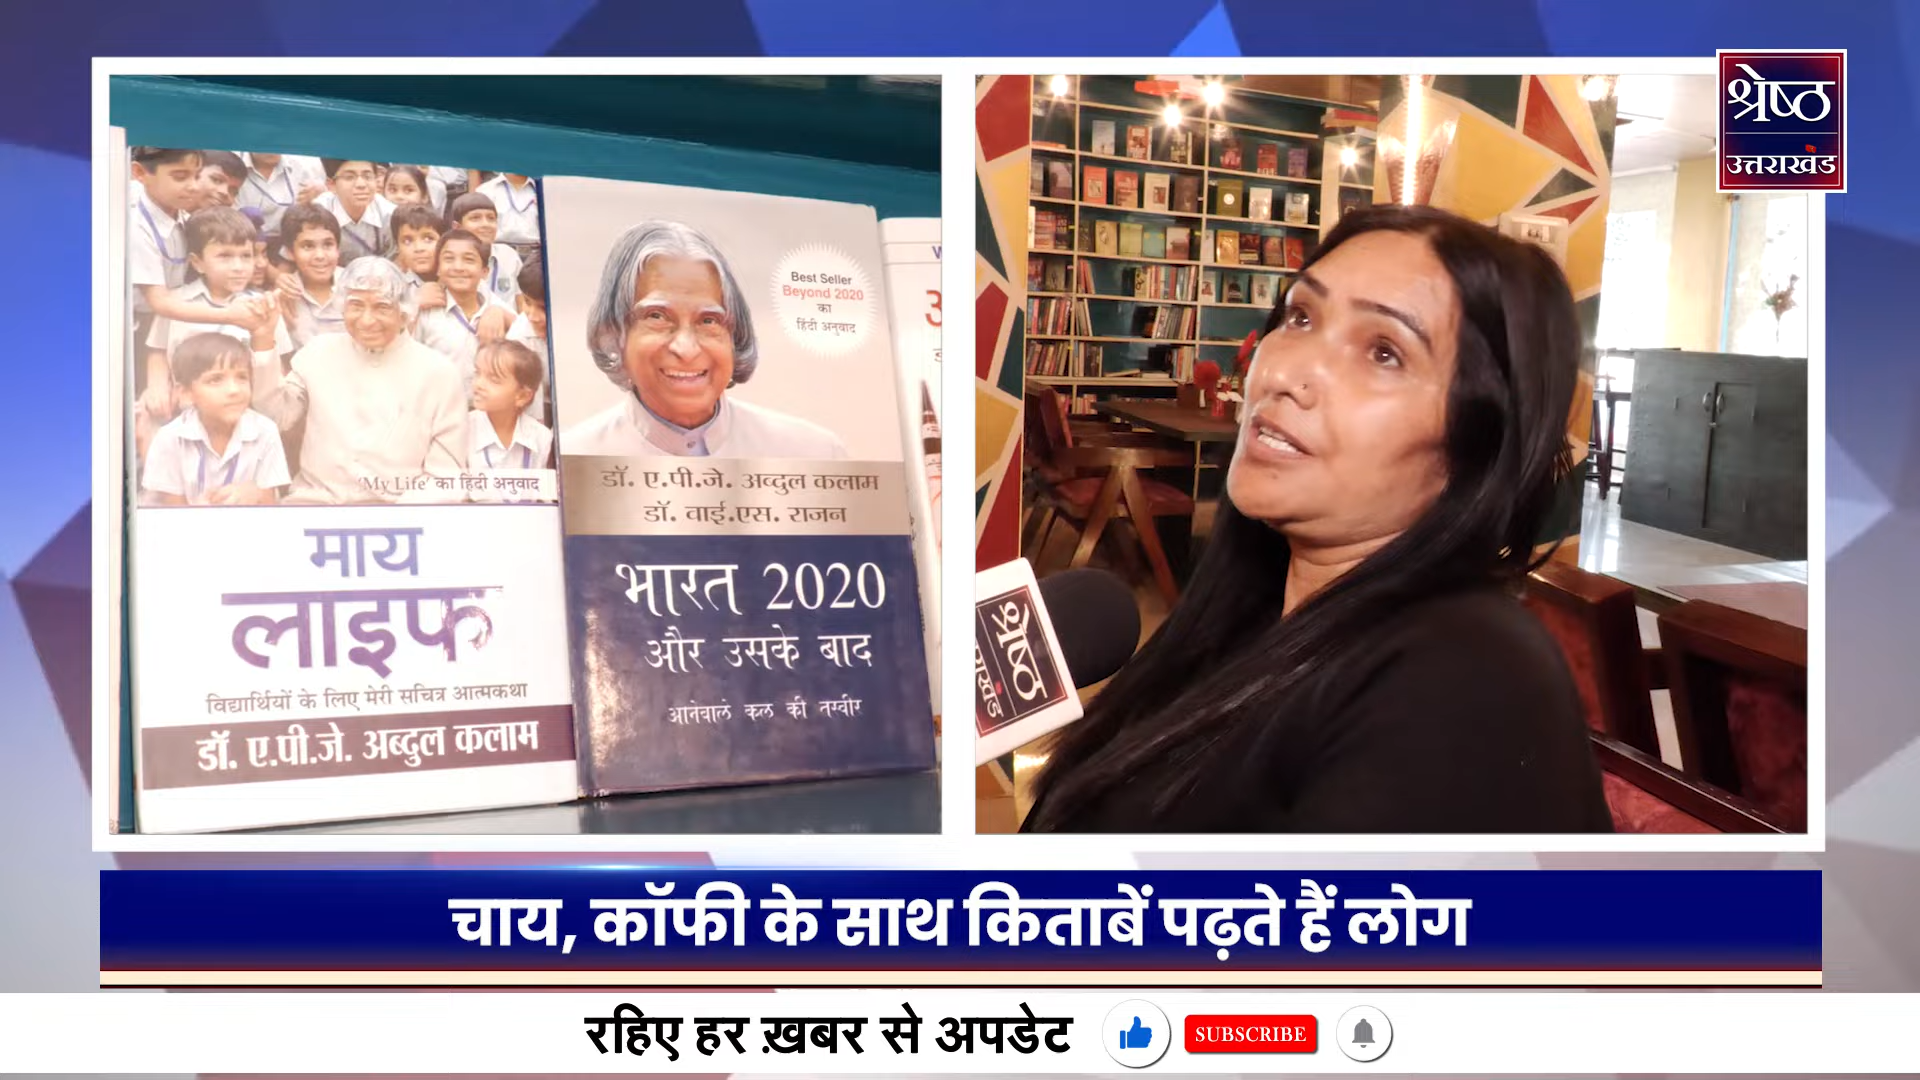 श्रेष्ठ
उत्तराखंड
Best Seller
Beyond 2020
का
हिंदी अनुवाद
'My Life' का हिंदी अनुवाद
माय
लाइफ
विद्यार्थियों के लिए मेरी सचित्र आत्मकथा
डॉ. ए.पी.जे. अब्दुल कलाम
डॉ. ए.पी.जे. अब्दुल कलाम
डॉ. वाई.एस. राजन
भारत 2020
और उसके बाद
आनेवाले कल की तस्वीर
श्रेष्ठ
चाय, कॉफी के साथ किताबें पढ़ते हैं लोग
रहिए हर ख़बर से अपडेट
SUBSCRIBE